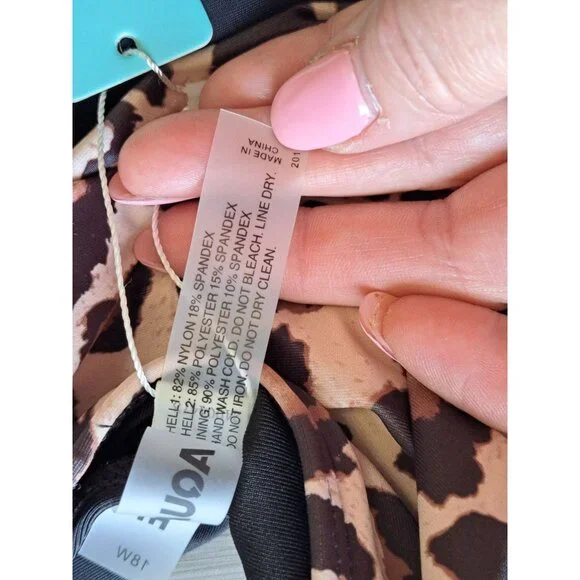 HELL1: 82% NYLON 18% SPANDEX
HELL2: 85% POLYESTER 15% SPANDEX
INING: 90% POLYESTER 10% SPANDEX
HAND WASH COLD. DO NOT BLEACH. LINE DRY.
DO NOT IRON. DO NOT DRY CLEAN.
MADE IN
CHINA
201
18W